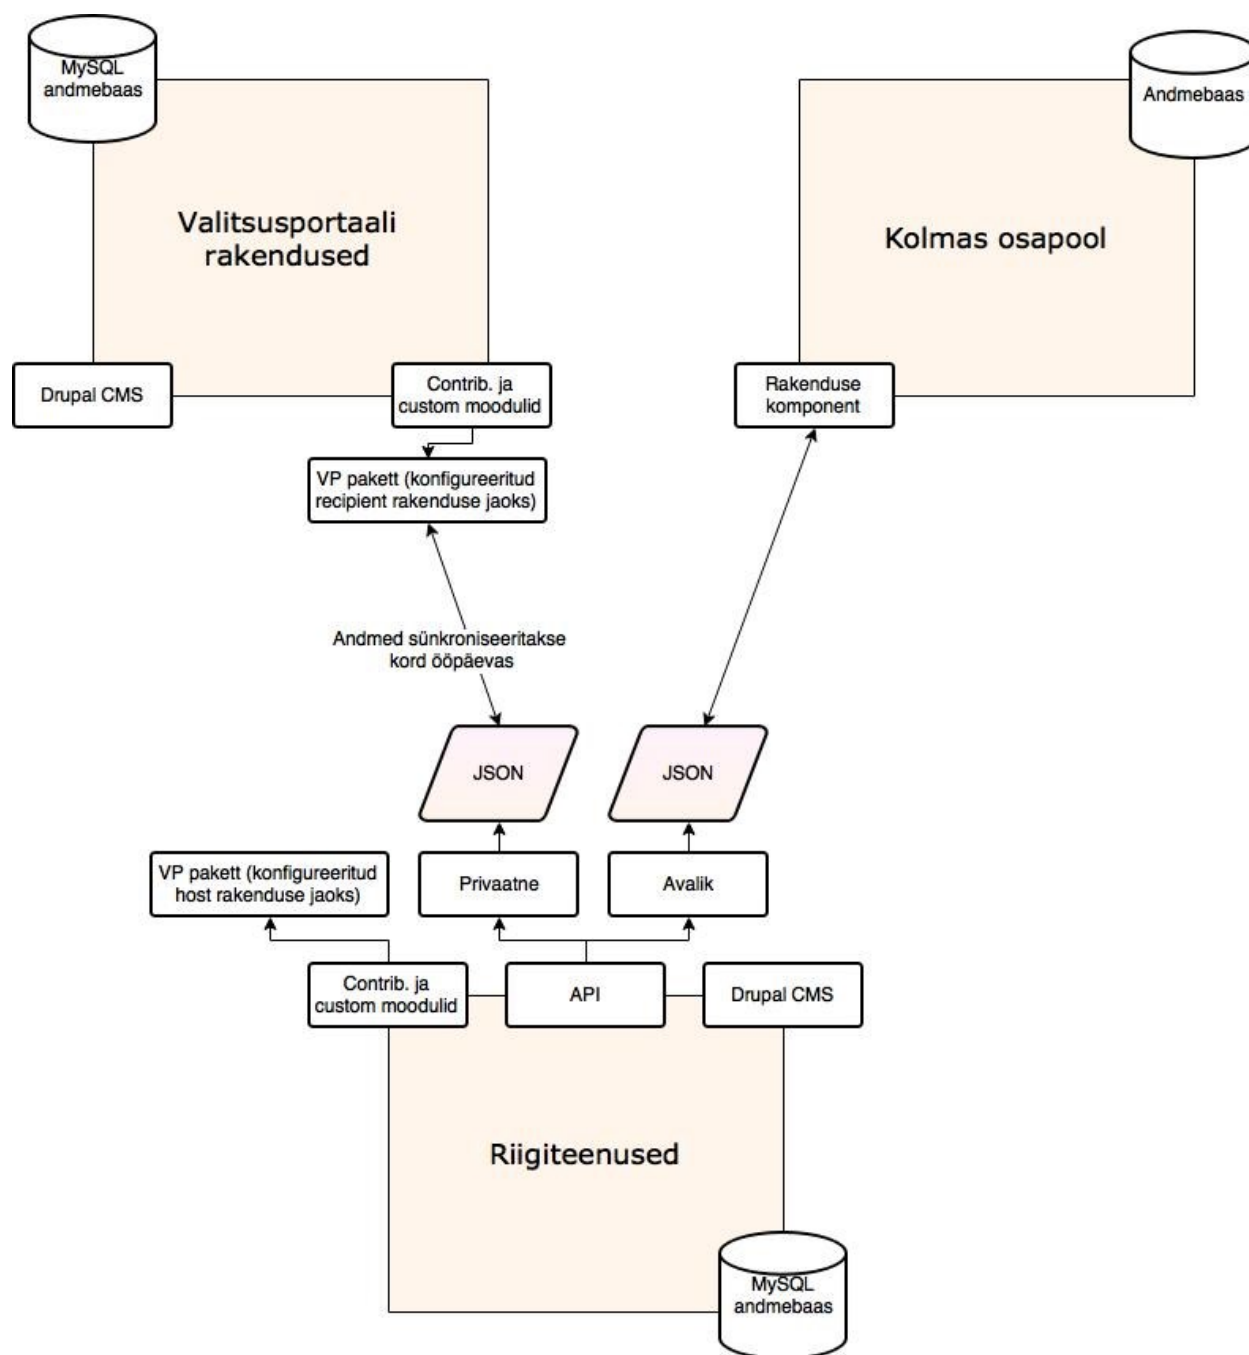 MySQL
andmebaas
Andmebaas
Valitsusportaali
rakendused
Kolmas osapool
Drupal CMS
Contrib. ja
custom moodulid
Rakenduse
komponent
VP pakett (konfigureeritud
recipient rakenduse jaoks)
Andmed sünkroniseeritakse
kord ööpäevas
JSON
JSON
VP pakett (konfigureeritud
host rakenduse jaoks)
Privaatne
Avalik
Contrib. ja
custom moodulid
API
Drupal CMS
Riigiteenused
MySQL
andmebaas